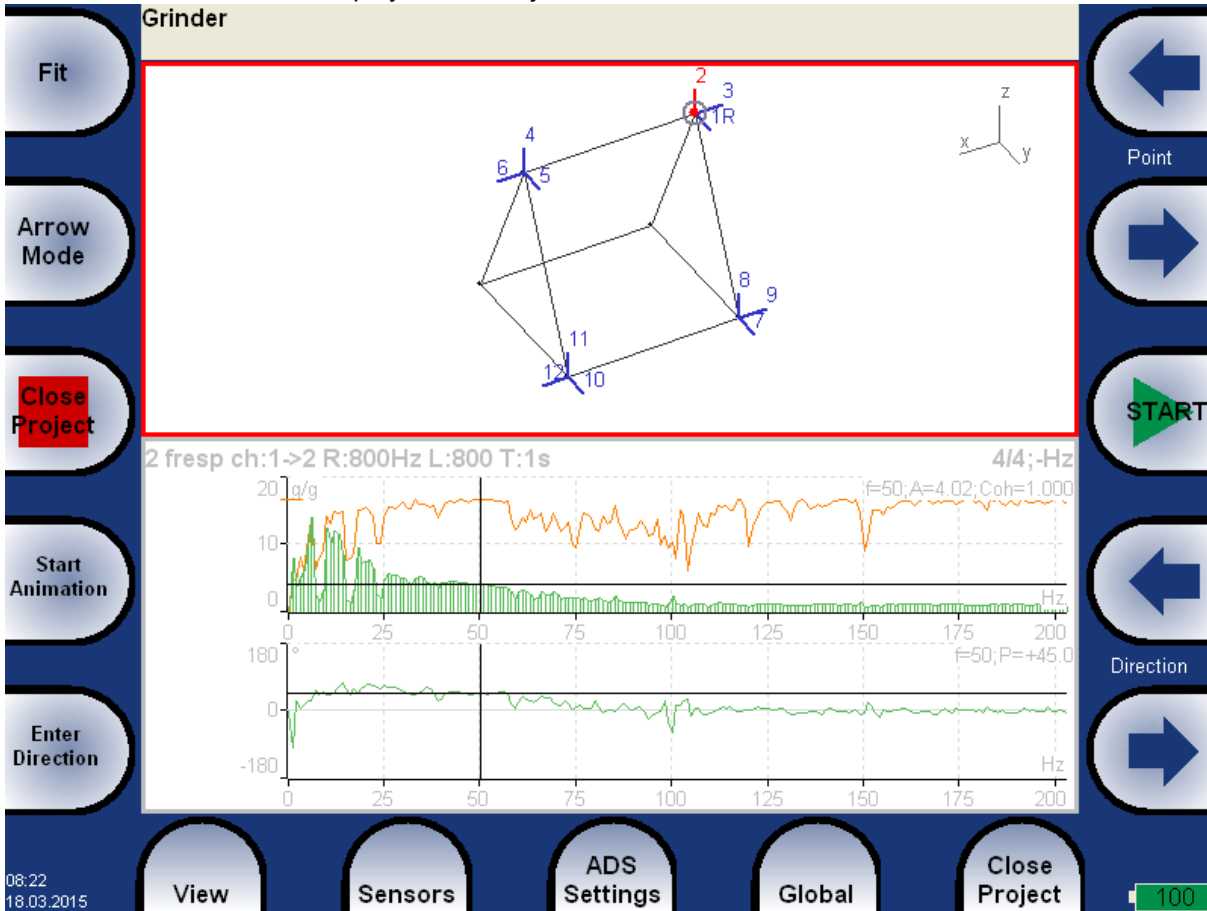 Grinder
Fit
Arrow
Mode
Close
Project
Start
Animation
Enter
Direction
2
3
1R
4
6
5
8
9
7
11
12
10
z
x
y
Point
START
Direction
2 fresp ch:1->2 R:800Hz L:800 T:1s
4/4;-Hz
20
g/g
f=50;A=4.02;Coh=1.000
10
0
Hz
0 25 50 75 100 125 150 175 200
180
°
f=50;P=+45.0
0
-180
Hz
0 25 50 75 100 125 150 175 200
08:22
18.03.2015
View
Sensors
ADS
Settings
Global
Close
Project
100